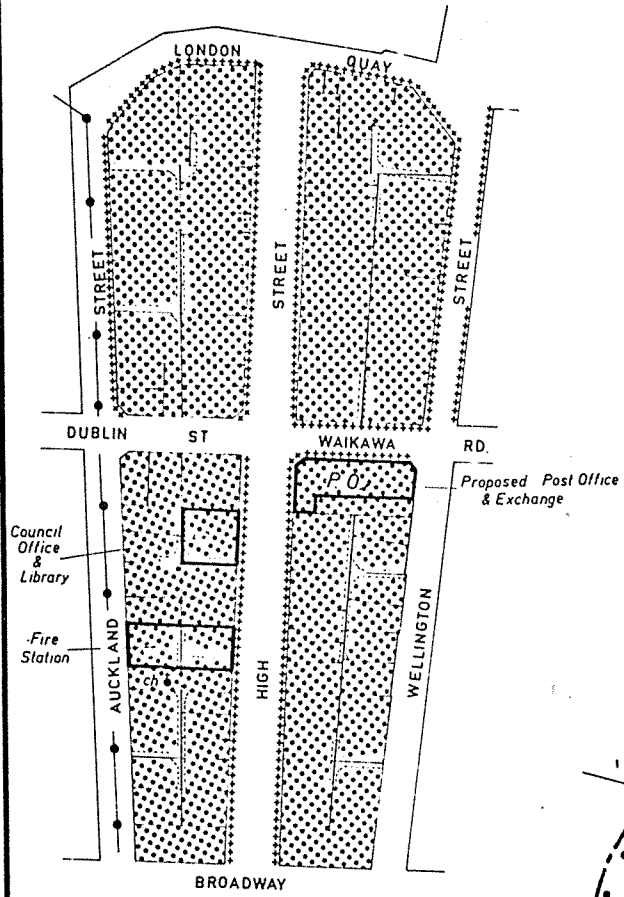 LONDON
QUAY
STREET
STREET
STREET
DUBLIN ST
WAIKAWA RD.
P.O.
Proposed Post Office
& Exchange
Council
Office
&
Library
Fire
Station
ch
AUCKLAND
HIGH
WELLINGTON
BROADWAY